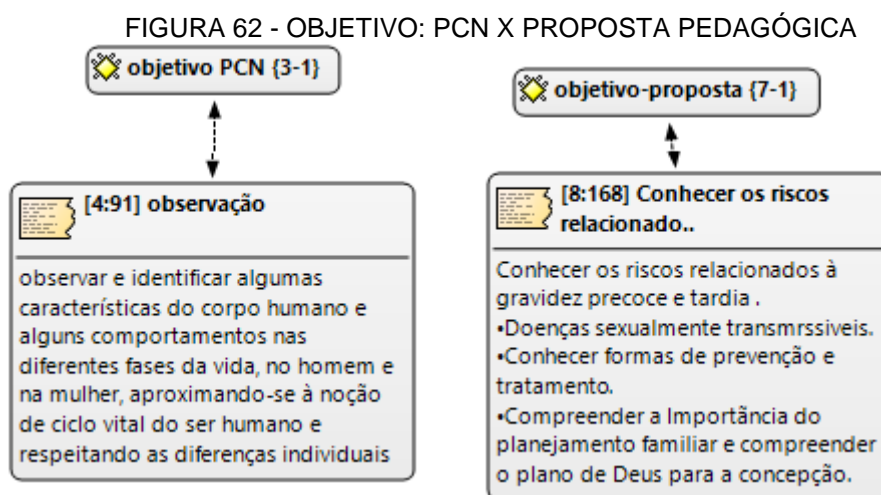 FIGURA 62 - OBJETIVO: PCN X PROPOSTA PEDAGÓGICA
objetivo PCN {3-1}
[4:91] observação
observar e identificar algumas
características do corpo humano e
alguns comportamentos nas
diferentes fases da vida, no homem e
na mulher, aproximando-se à noção
de ciclo vital do ser humano e
respeitando as diferenças individuais
objetivo-proposta {7-1}
[8:168] Conhecer os riscos
relacionado..
Conhecer os riscos relacionados à
gravidez precoce e tardia .
•Doenças sexualmente transmrssiveis.
•Conhecer formas de prevenção e
tratamento.
•Compreender a Importãncia do
planejamento familiar e compreender
o plano de Deus para a concepção.